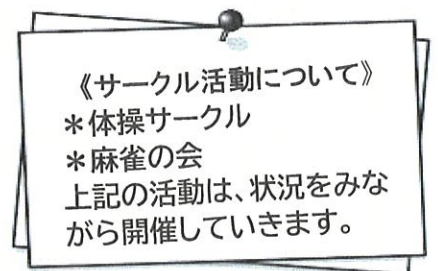 《サークル活動について》
＊体操サークル
＊麻雀の会
上記の活動は、状況をみな
がら開催していきます。